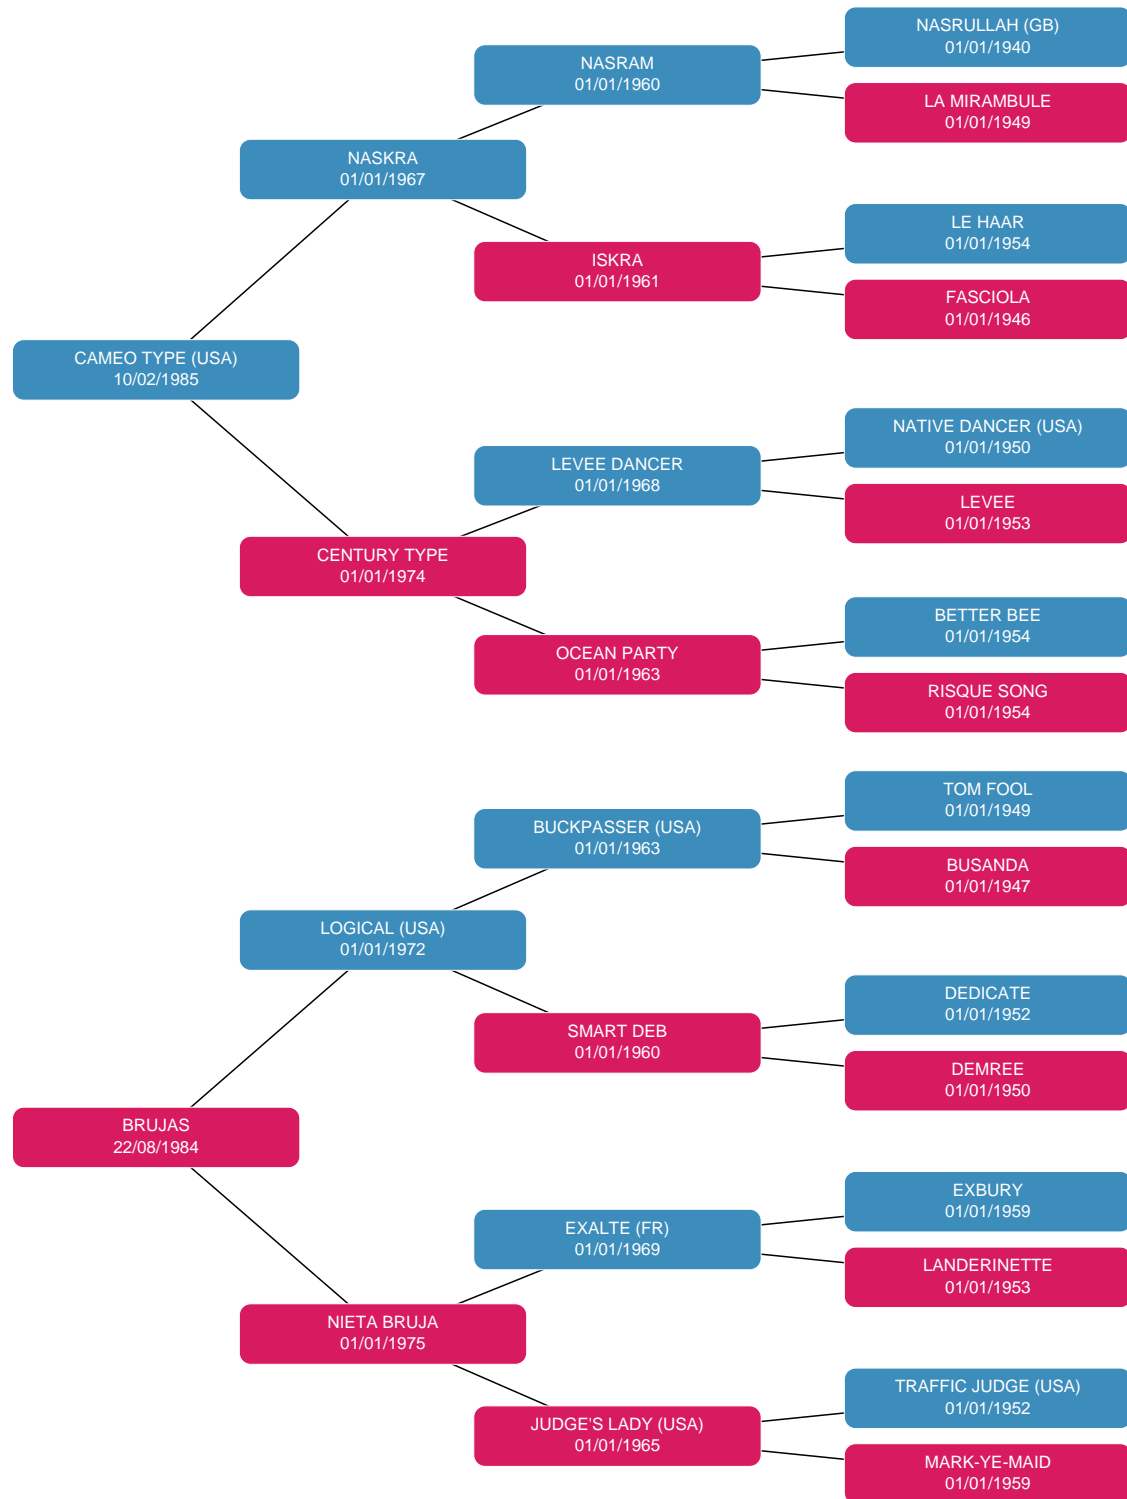 NASRULLAH (GB)
01/01/1940
NASRAM
01/01/1960
LA MIRAMBULE
01/01/1949
NASKRA
01/01/1967
LE HAAR
01/01/1954
ISKRA
01/01/1961
FASCIOLA
01/01/1946
CAMEO TYPE (USA)
10/02/1985
NATIVE DANCER (USA)
01/01/1950
LEVEE DANCER
01/01/1968
LEVEE
01/01/1953
CENTURY TYPE
01/01/1974
BETTER BEE
01/01/1954
OCEAN PARTY
01/01/1963
RISQUE SONG
01/01/1954
TOM FOOL
01/01/1949
BUCKPASSER (USA)
01/01/1963
BUSANDA
01/01/1947
LOGICAL (USA)
01/01/1972
DEDICATE
01/01/1952
SMART DEB
01/01/1960
DEMREE
01/01/1950
BRUJAS
22/08/1984
EXBURY
01/01/1959
EXALTE (FR)
01/01/1969
LANDERINETTE
01/01/1953
NIETA BRUJA
01/01/1975
TRAFFIC JUDGE (USA)
01/01/1952
JUDGE'S LADY (USA)
01/01/1965
MARK-YE-MAID
01/01/1959